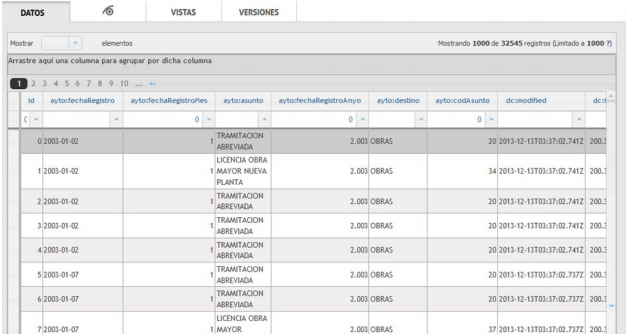 DATOS VISTAS VERSIONES
Mostrar elementos Mostrando 1000 de 32545 registros (Limitado a 1000 ?)
Arrastre aquí una columna para agrupar por dicha columna
1 2 3 4 5 6 7 8 9 10 ...
id ayto:fechaRegistro ayto:fechaRegistroMes ayto:asunto ayto:fechaRegistroAnyo ayto:destino ayto:codAsunto dc:modified
0 0 0 0
0 2003-01-02 1 TRAMITACION ABREVIADA 2.003 OBRAS 20 2013-12-13T03:37:02.741Z 200.3
1 2003-01-02 1 LICENCIA OBRA MAYOR NUEVA PLANTA 2.003 OBRAS 34 2013-12-13T03:37:02.741Z 200.3
2 2003-01-02 1 TRAMITACION ABREVIADA 2.003 OBRAS 20 2013-12-13T03:37:02.741Z 200.3
3 2003-01-02 1 TRAMITACION ABREVIADA 2.003 OBRAS 20 2013-12-13T03:37:02.741Z 200.3
4 2003-01-02 1 TRAMITACION ABREVIADA 2.003 OBRAS 20 2013-12-13T03:37:02.741Z 200.3
5 2003-01-07 1 TRAMITACION ABREVIADA 2.003 OBRAS 20 2013-12-13T03:37:02.737Z 200.3
6 2003-01-07 1 TRAMITACION ABREVIADA 2.003 OBRAS 20 2013-12-13T03:37:02.737Z 200.3
7 2003-01-07 1 LICENCIA OBRA MAYOR 2.003 OBRAS 37 2013-12-13T03:37:02.737Z 200.3